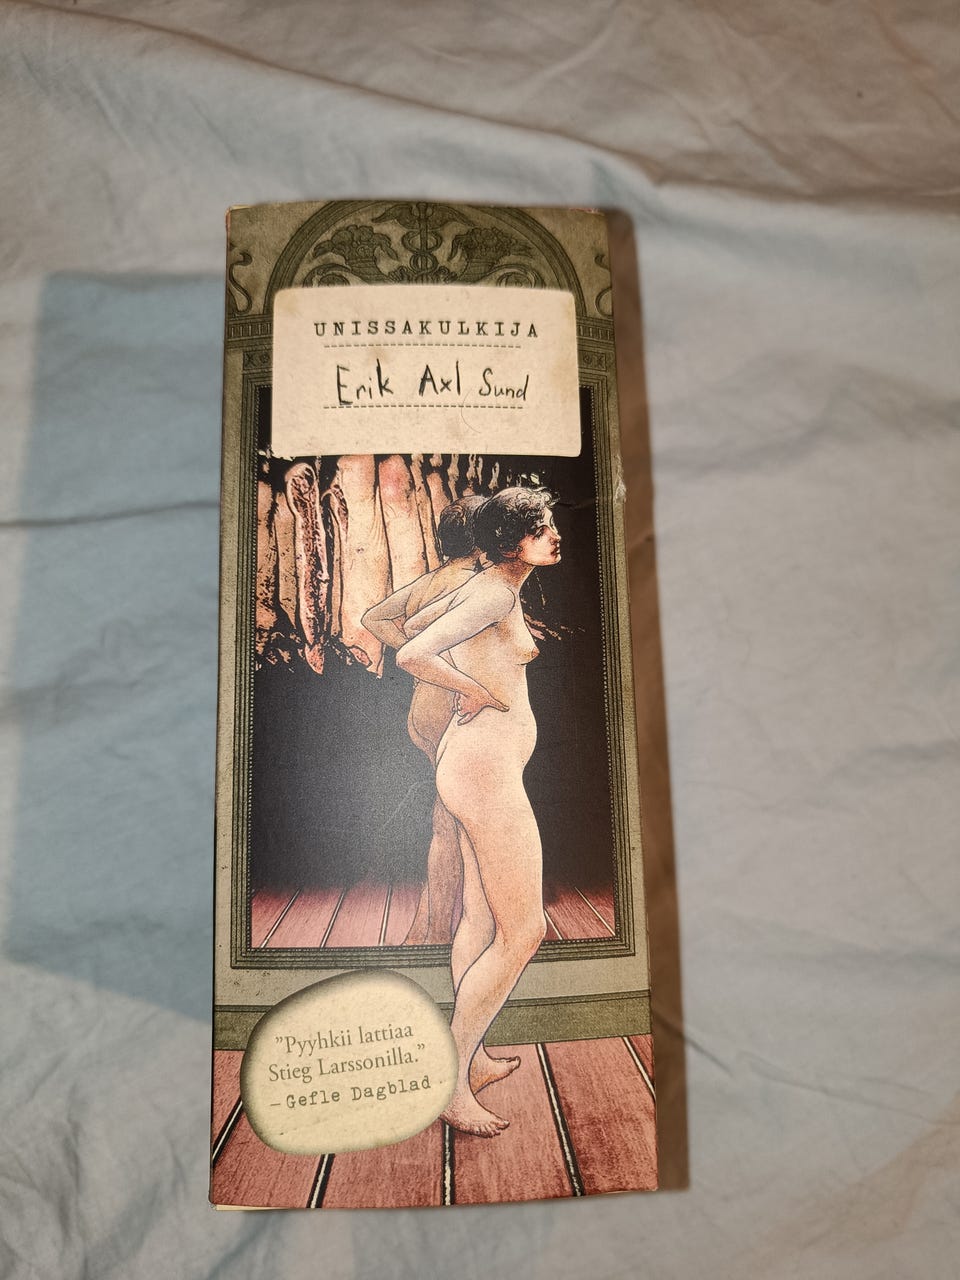 UNISSAKULKIJA
Erik Axl Sund
"Pyyhkii lattiaa
Stieg Larssonilla."
– Gefle Dagblad